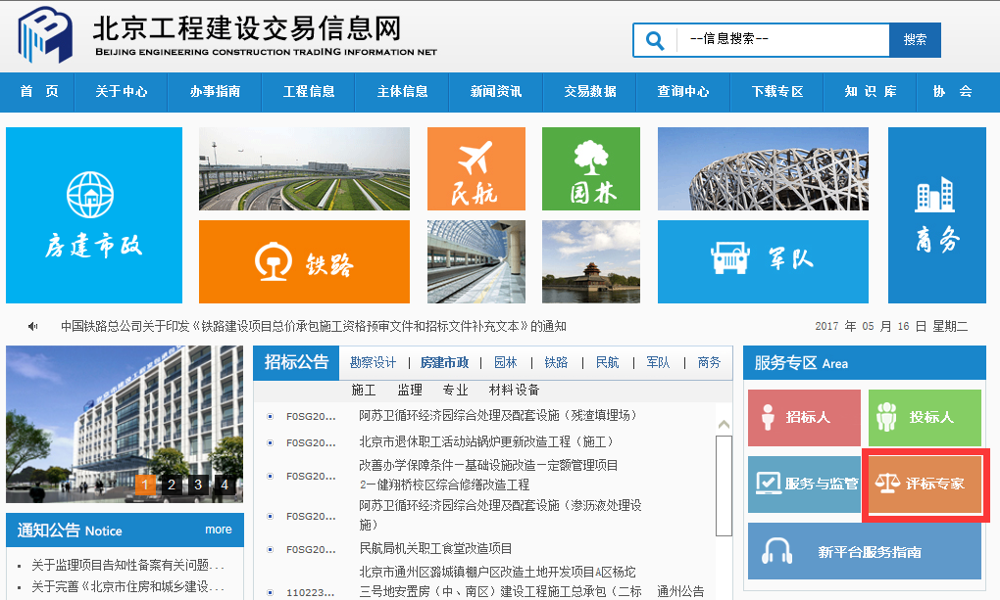 北京工程建设交易信息网
BEIJING ENGINEERING CONSTRUCTION TRADING INFORMATION NET
--信息搜索--
搜索
首 页 关于中心 办事指南 工程信息 主体信息 新闻资讯 交易数据 查询中心 下载专区 知 识 库 协 会
房建市政
民航
园林
商务
铁路
军队
中国铁路总公司关于印发《铁路建设项目总价承包施工资格预审文件和招标文件补充文本》的通知
2017 年 05 月 16 日 星期二
1 2 3 4
通知公告 Notice more
关于监理项目告知性备案有关问题...
关于完善《北京市住房和城乡建设...
招标公告 勘察设计 | 房建市政 | 园林 | 铁路 | 民航 | 军队 | 商务
施工 监理 专业 材料设备
F0SG20... 阿苏卫循环经济园综合处理及配套设施（残渣填埋场）
F0SG20... 北京市退休职工活动站锅炉更新改造工程（施工）
F0SG20... 改善办学保障条件—基础设施改造—定额管理项目
2—健翔桥校区综合修缮改造工程
F0SG20... 阿苏卫循环经济园综合处理及配套设施（渗沥液处理设
施）
F0SG20... 民航局机关职工食堂改造项目
北京市通州区潞城镇棚户区改造土地开发项目A区杨坨
110223... 三号地安置房（中、南区）建设工程施工总承包（二标 通州公告
服务专区 Area
招标人
投标人
服务与监管
评标专家
新平台服务指南